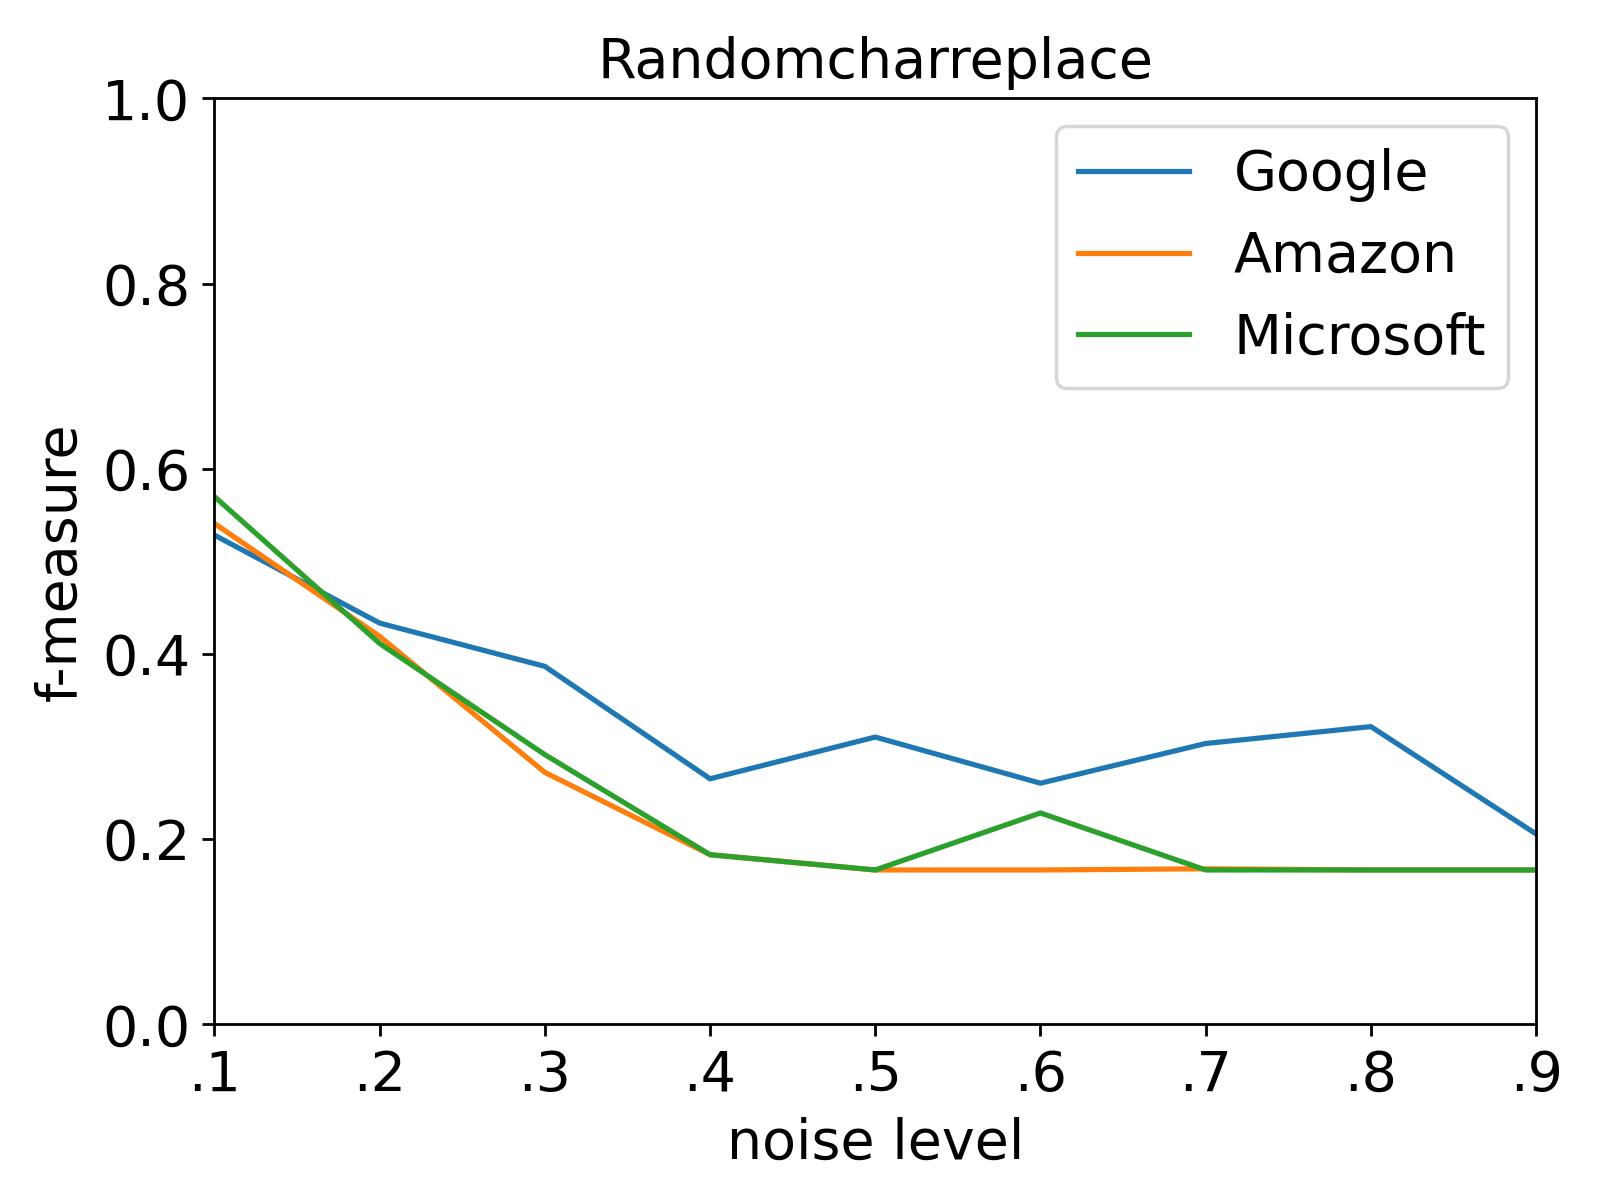 Randomcharreplace
1.0
0.8
0.6
0.4
0.2
0.0
f-measure
Google
Amazon
Microsoft
.1 .2 .3 .4 .5 .6 .7 .8 .9
noise level